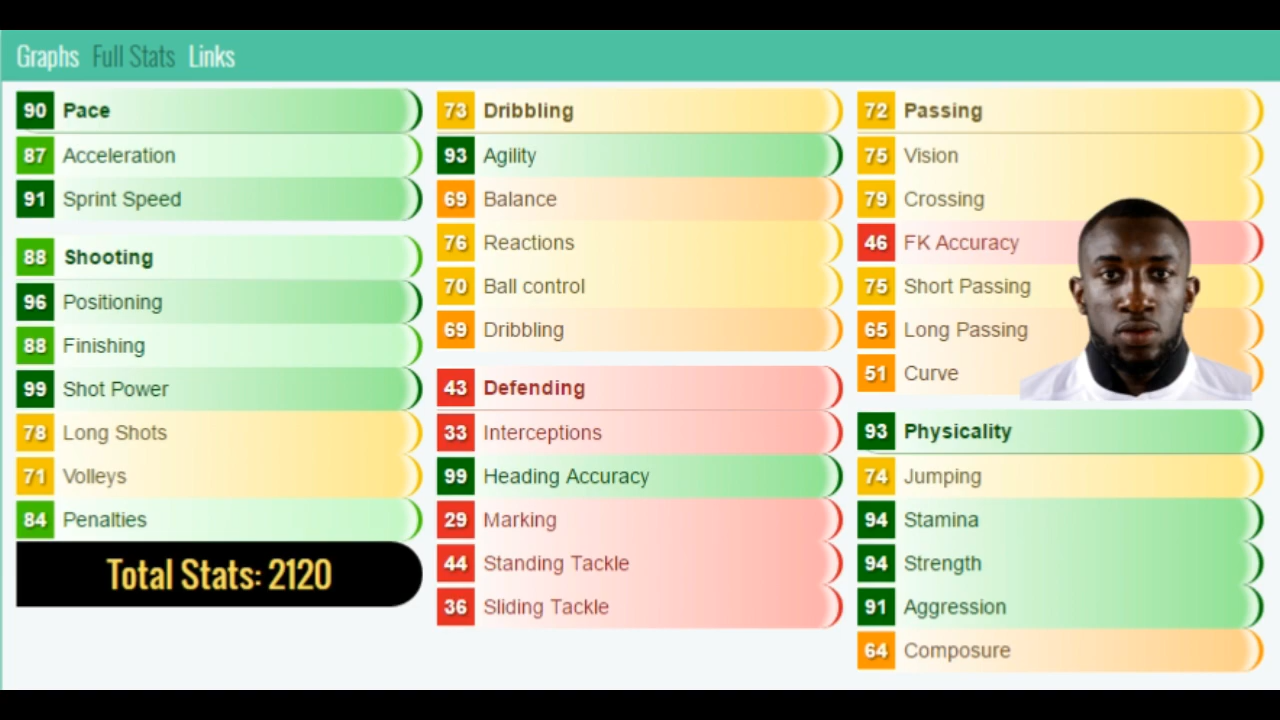 Graphs Full Stats Links
90 Pace
87 Acceleration
91 Sprint Speed
88 Shooting
96 Positioning
88 Finishing
99 Shot Power
78 Long Shots
71 Volleys
84 Penalties
Total Stats: 2120
73 Dribbling
93 Agility
69 Balance
76 Reactions
70 Ball control
69 Dribbling
43 Defending
33 Interceptions
99 Heading Accuracy
29 Marking
44 Standing Tackle
36 Sliding Tackle
72 Passing
75 Vision
79 Crossing
46 FK Accuracy
75 Short Passing
65 Long Passing
51 Curve
93 Physicality
74 Jumping
94 Stamina
94 Strength
91 Aggression
64 Composure